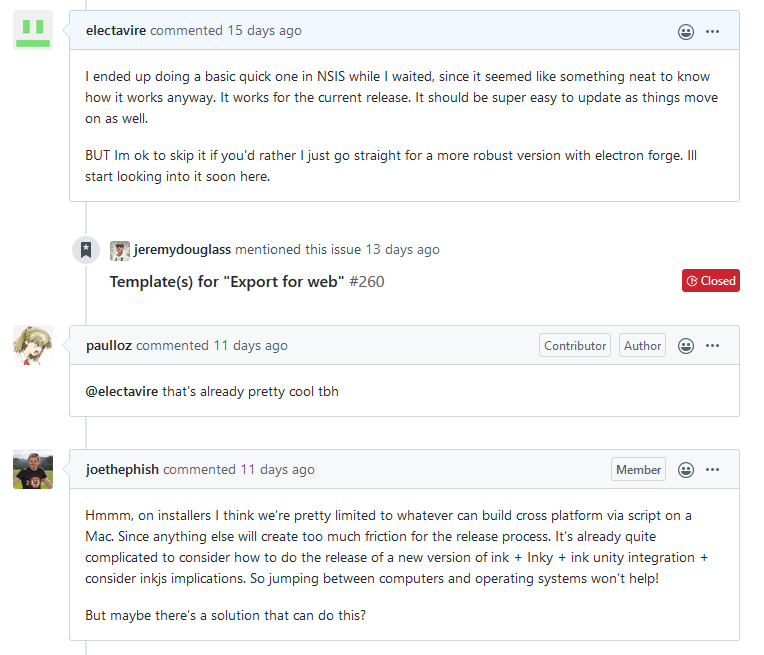 electavire commented 15 days ago
I ended up doing a basic quick one in NSIS while I waited, since it seemed like something neat to know
how it works anyway. It works for the current release. It should be super easy to update as things move
on as well.
BUT Im ok to skip it if you'd rather I just go straight for a more robust version with electron forge. Ill
start looking into it soon here.
jeremydouglass mentioned this issue 13 days ago
Template(s) for "Export for web" #260 Closed
paulloz commented 11 days ago Contributor Author
@electavire that's already pretty cool tbh
joethephish commented 11 days ago Member
Hmmm, on installers I think we're pretty limited to whatever can build cross platform via script on a
Mac. Since anything else will create too much friction for the release process. It's already quite
complicated to consider how to do the release of a new version of ink + Inky + ink unity integration +
consider inkjs implications. So jumping between computers and operating systems won't help!
But maybe there's a solution that can do this?